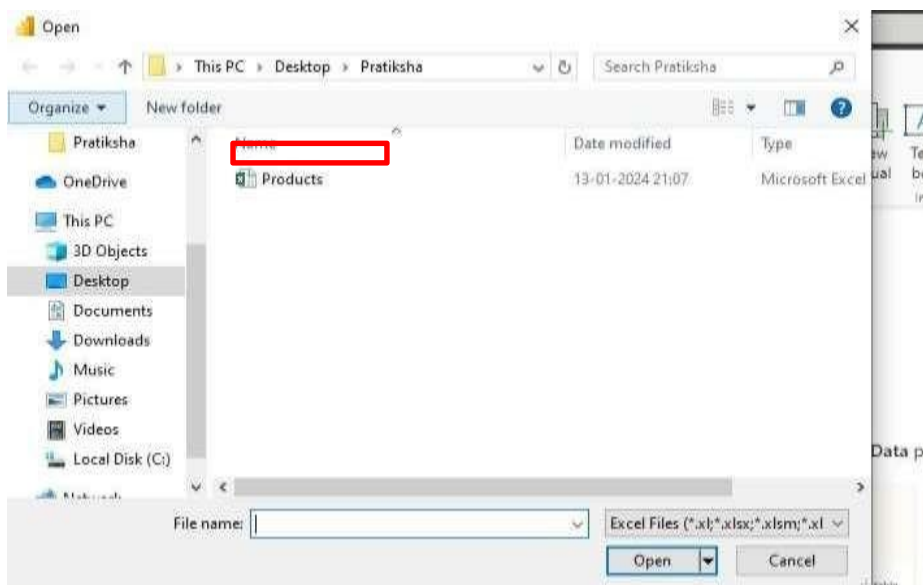 Open
This PC › Desktop › Pratiksha
Search Pratiksha
Organize
New folder
Name
Date modified
Type
Pratiksha
OneDrive
This PC
3D Objects
Desktop
Documents
Downloads
Music
Pictures
Videos
Local Disk (C:)
Products
13-01-2024 21:07
Microsoft Excel
File name:
Excel Files (*.xl;*.xlsx;*.xlsm;*.xl
Open
Cancel
Data p